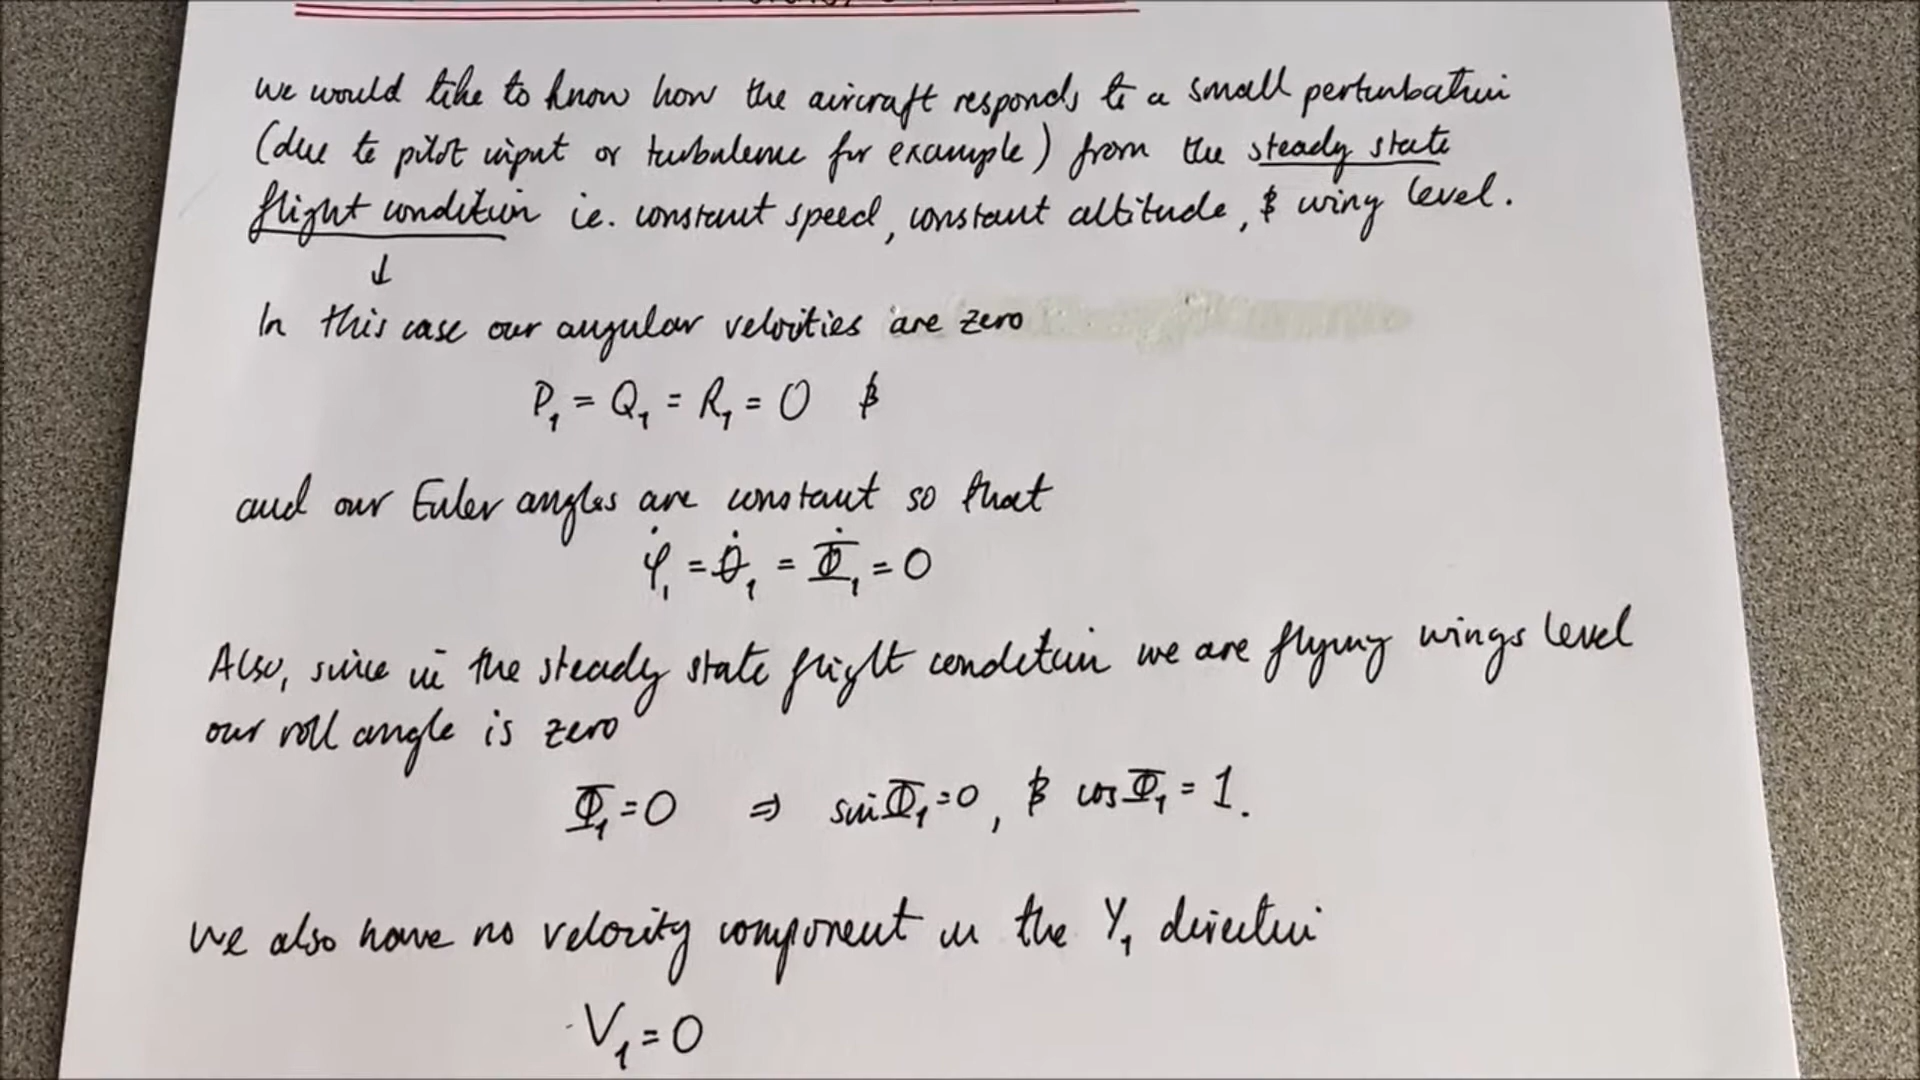 we would like to know how the aircraft responds to a small perturbation
(due to pilot input or turbulence for example) from the steady state
flight condition i.e. constant speed, constant altitude, & wing level.
↓
In this case our angular velocities are zero
P₁ = Q₁ = R₁ = 0 &
and our Euler angles are constant so that
φ̇₁ = θ̇₁ = Φ̇₁ = 0
Also, since in the steady state flight condition we are flying wings level
our roll angle is zero
Φ₁ = 0 ⇒ sin Φ₁ = 0, & cos Φ₁ = 1.
we also have no velocity component in the Y₁ direction
V₁ = 0